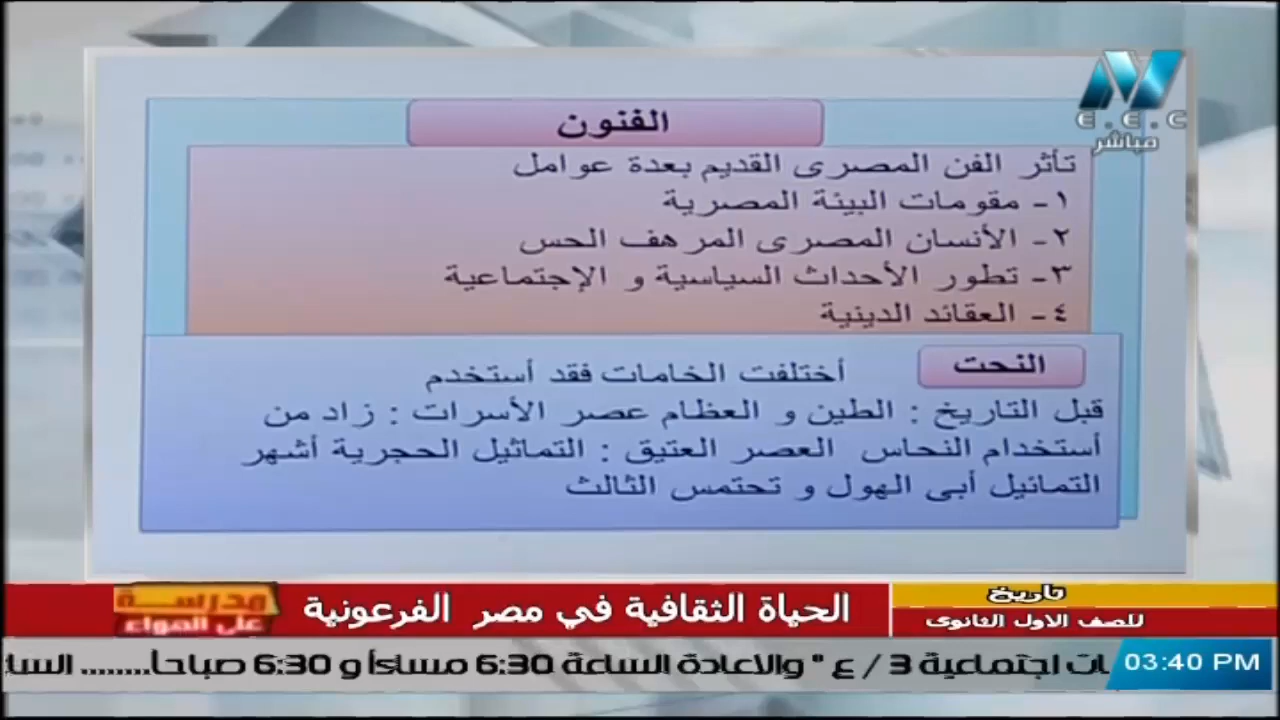 الفنون
E.E.C
مباشر
تأثر الفن المصرى القديم بعدة عوامل
١- مقومات البيئة المصرية
٢- الأنسان المصرى المرهف الحس
٣- تطور الأحداث السياسية و الإجتماعية
٤- العقائد الدينية
النحت
أختلفت الخامات فقد أستخدم
قبل التاريخ : الطين و العظام عصر الأسرات : زاد من
أستخدام النحاس العصر العتيق : التماثيل الحجرية أشهر
التماثيل أبى الهول و تحتمس الثالث
تاريخ
للصف الاول الثانوى
الحياة الثقافية في مصر الفرعونية
مدرسة
على الهواء
03:40 PM
ات اجتماعية 3 / ع " والاعادة الساعة 6:30 مساءاً و 6:30 صباحاً........ السا